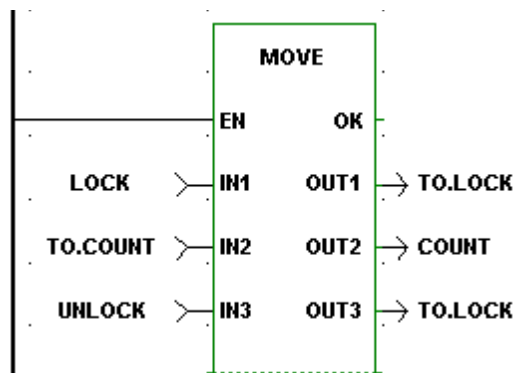 MOVE
EN OK
LOCK IN1 OUT1 TO.LOCK
TO.COUNT IN2 OUT2 COUNT
UNLOCK IN3 OUT3 TO.LOCK